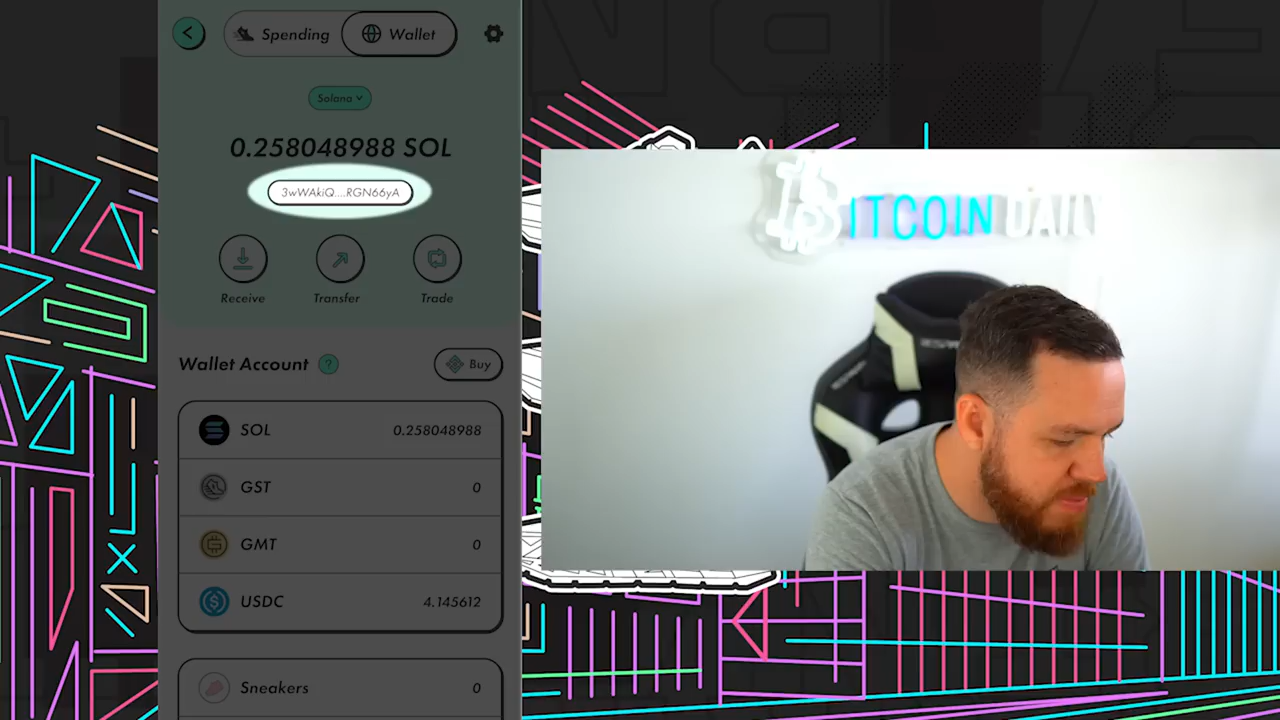 Spending
Wallet
Solana
0.258048988 SOL
3wWAkiQ....RGN66yA
Receive
Transfer
Trade
Wallet Account ?
Buy
SOL 0.258048988
GST 0
GMT 0
USDC 4.145612
Sneakers 0
BITCOIN DAILY